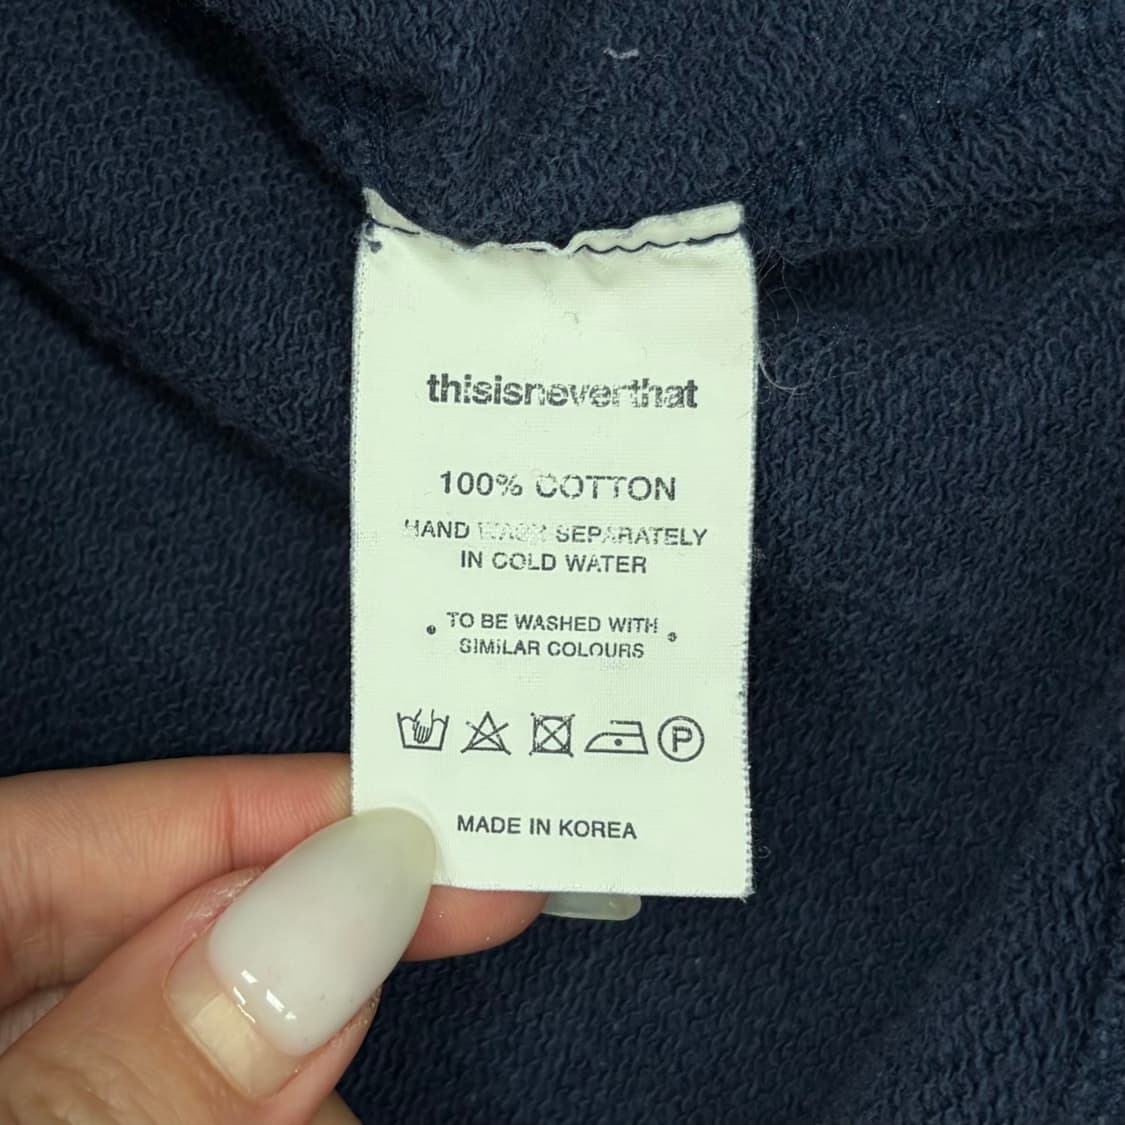 thisisneverthat
100% COTTON
HAND WASH SEPARATELY
IN COLD WATER
TO BE WASHED WITH
SIMILAR COLOURS
P
MADE IN KOREA